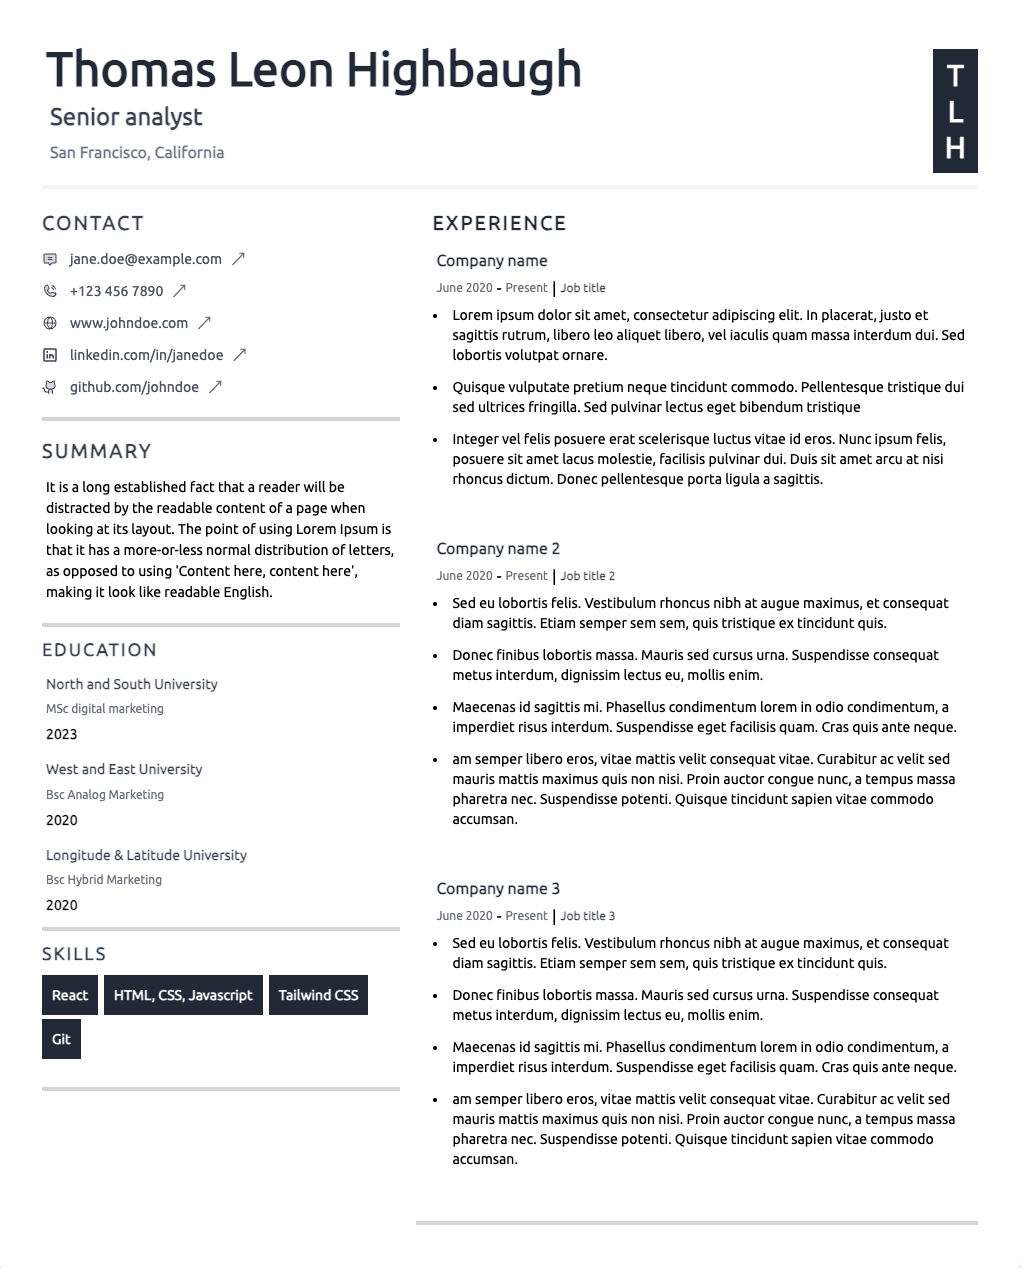 Thomas Leon Highbaugh
Senior analyst
San Francisco, California
T
L
H
CONTACT
jane.doe@example.com
+123 456 7890
www.johndoe.com
linkedin.com/in/janedoe
github.com/johndoe
SUMMARY
It is a long established fact that a reader will be
distracted by the readable content of a page when
looking at its layout. The point of using Lorem Ipsum is
that it has a more-or-less normal distribution of letters,
as opposed to using 'Content here, content here',
making it look like readable English.
EDUCATION
North and South University
MSc digital marketing
2023
West and East University
Bsc Analog Marketing
2020
Longitude & Latitude University
Bsc Hybrid Marketing
2020
SKILLS
React HTML, CSS, Javascript Tailwind CSS
Git
EXPERIENCE
Company name
June 2020 - Present | Job title
• Lorem ipsum dolor sit amet, consectetur adipiscing elit. In placerat, justo et
sagittis rutrum, libero leo aliquet libero, vel iaculis quam massa interdum dui. Sed
lobortis volutpat ornare.
• Quisque vulputate pretium neque tincidunt commodo. Pellentesque tristique dui
sed ultrices fringilla. Sed pulvinar lectus eget bibendum tristique
• Integer vel felis posuere erat scelerisque luctus vitae id eros. Nunc ipsum felis,
posuere sit amet lacus molestie, facilisis pulvinar dui. Duis sit amet arcu at nisi
rhoncus dictum. Donec pellentesque porta ligula a sagittis.
Company name 2
June 2020 - Present | Job title 2
• Sed eu lobortis felis. Vestibulum rhoncus nibh at augue maximus, et consequat
diam sagittis. Etiam semper sem sem, quis tristique ex tincidunt quis.
• Donec finibus lobortis massa. Mauris sed cursus urna. Suspendisse consequat
metus interdum, dignissim lectus eu, mollis enim.
• Maecenas id sagittis mi. Phasellus condimentum lorem in odio condimentum, a
imperdiet risus interdum. Suspendisse eget facilisis quam. Cras quis ante neque.
• am semper libero eros, vitae mattis velit consequat vitae. Curabitur ac velit sed
mauris mattis maximus quis non nisi. Proin auctor congue nunc, a tempus massa
pharetra nec. Suspendisse potenti. Quisque tincidunt sapien vitae commodo
accumsan.
Company name 3
June 2020 - Present | Job title 3
• Sed eu lobortis felis. Vestibulum rhoncus nibh at augue maximus, et consequat
diam sagittis. Etiam semper sem sem, quis tristique ex tincidunt quis.
• Donec finibus lobortis massa. Mauris sed cursus urna. Suspendisse consequat
metus interdum, dignissim lectus eu, mollis enim.
• Maecenas id sagittis mi. Phasellus condimentum lorem in odio condimentum, a
imperdiet risus interdum. Suspendisse eget facilisis quam. Cras quis ante neque.
• am semper libero eros, vitae mattis velit consequat vitae. Curabitur ac velit sed
mauris mattis maximus quis non nisi. Proin auctor congue nunc, a tempus massa
pharetra nec. Suspendisse potenti. Quisque tincidunt sapien vitae commodo
accumsan.